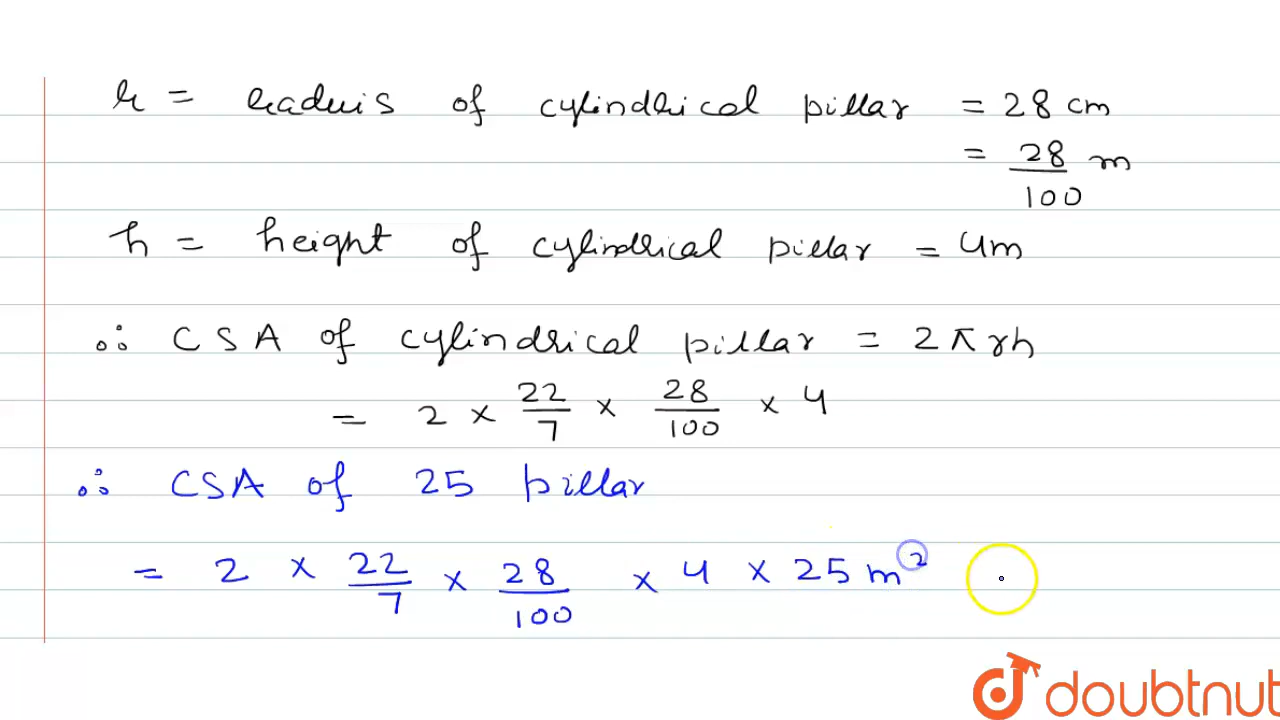 r = radius of cylindrical pillar = 28 cm
= 28/100 m
h = height of cylindrical pillar = 4m
∴ CSA of cylindrical pillar = 2πrh
= 2 × 22/7 × 28/100 × 4
∴ CSA of 25 pillar
= 2 × 22/7 × 28/100 × 4 × 25 m²
doubtnut